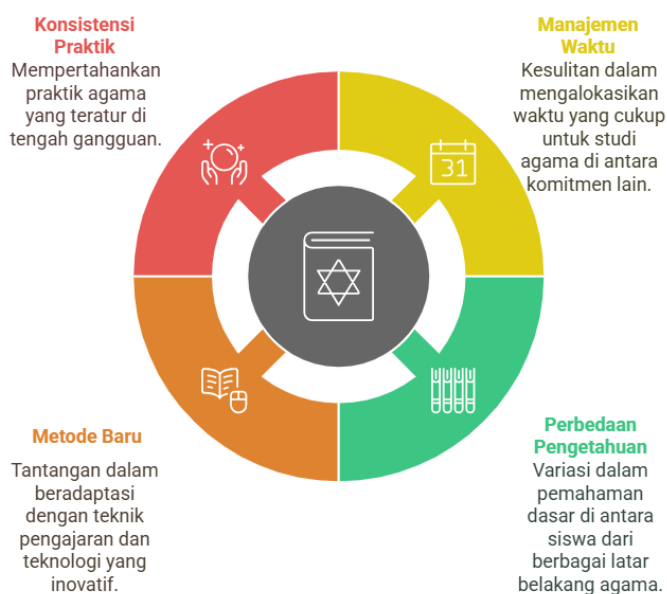 Konsistensi
Praktik
Mempertahankan
praktik agama
yang teratur di
tengah gangguan.
Manajemen
Waktu
Kesulitan dalam
mengalokasikan
waktu yang cukup
untuk studi
agama di antara
komitmen lain.
31
Metode Baru
Tantangan dalam
beradaptasi
dengan teknik
pengajaran dan
teknologi yang
inovatif.
Perbedaan
Pengetahuan
Variasi dalam
pemahaman
dasar di antara
siswa dari
berbagai latar
belakang agama.